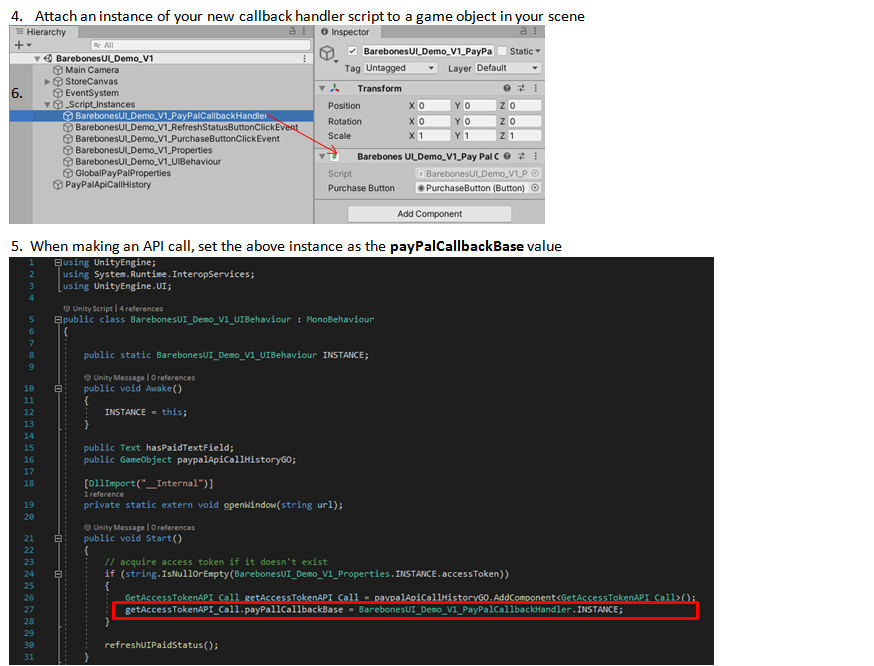 4. Attach an instance of your new callback handler script to a game object in your scene
Hierarchy
All
BarebonesUI_Demo_V1
Main Camera
StoreCanvas
EventSystem
6.
_Script_Instances
BarebonesUI_Demo_V1_PayPalCallbackHandler
BarebonesUI_Demo_V1_RefreshStatusButtonClickEvent
BarebonesUI_Demo_V1_PurchaseButtonClickEvent
BarebonesUI_Demo_V1_Properties
BarebonesUI_Demo_V1_UIBehaviour
GlobalPayPalProperties
PayPalApiCallHistory
Inspector
BarebonesUI_Demo_V1_PayPa Static
Tag Untagged Layer Default
Transform
Position X 0 Y 0 Z 0
Rotation X 0 Y 0 Z 0
Scale X 1 Y 1 Z 1
Barebones UI_Demo_V1_Pay Pal C
Script BarebonesUI_Demo_V1_P
Purchase Button PurchaseButton (Button)
Add Component
5. When making an API call, set the above instance as the payPalCallbackBase value
1 using UnityEngine;
2 using System.Runtime.InteropServices;
3 using UnityEngine.UI;
4
Unity Script | 4 references
5 public class BarebonesUI_Demo_V1_UIBehaviour : MonoBehaviour
6 {
7
8 public static BarebonesUI_Demo_V1_UIBehaviour INSTANCE;
9
Unity Message | 0 references
10 public void Awake()
11 {
12 INSTANCE = this;
13 }
14
15 public Text hasPaidTextField;
16 public GameObject paypalApiCallHistoryGO;
17
18 [DllImport("__Internal")]
1 reference
19 private static extern void openWindow(string url);
20
Unity Message | 0 references
21 public void Start()
22 {
23 // acquire access token if it doesn't exist
24 if (string.IsNullOrEmpty(BarebonesUI_Demo_V1_Properties.INSTANCE.accessToken))
25 {
26 GetAccessTokenAPI_Call getAccessTokenAPI_Call = paypalApiCallHistoryGO.AddComponent<GetAccessTokenAPI_Call>();
27 getAccessTokenAPI_Call.payPallCallbackBase = BarebonesUI_Demo_V1_PayPalCallbackHandler.INSTANCE;
28 }
29
30 refreshUIPaidStatus();
31 }